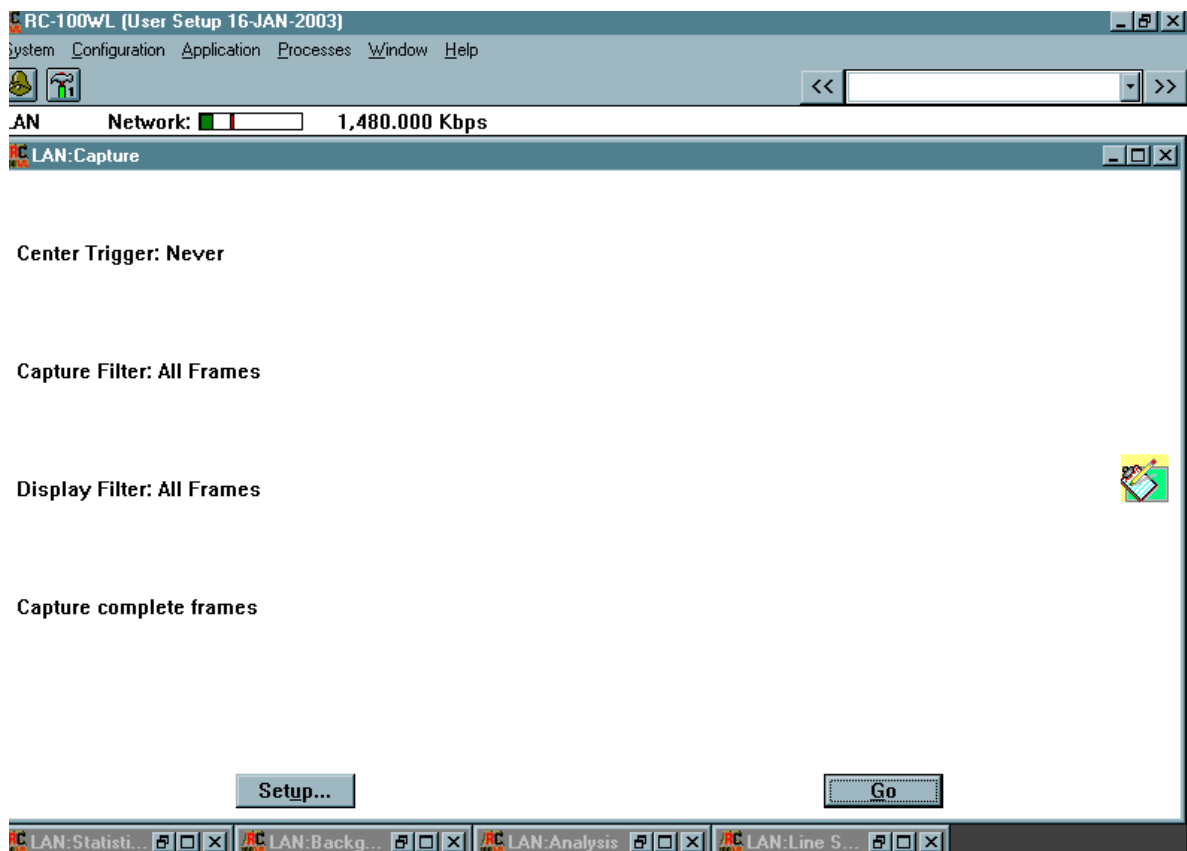 RC-100WL (User Setup 16-JAN-2003)
System Configuration Application Processes Window Help
<< >>
LAN Network: 1,480.000 Kbps
LAN:Capture
Center Trigger: Never
Capture Filter: All Frames
Display Filter: All Frames
Capture complete frames
Setup... Go
LAN:Statisti... LAN:Backg... LAN:Analysis LAN:Line S...